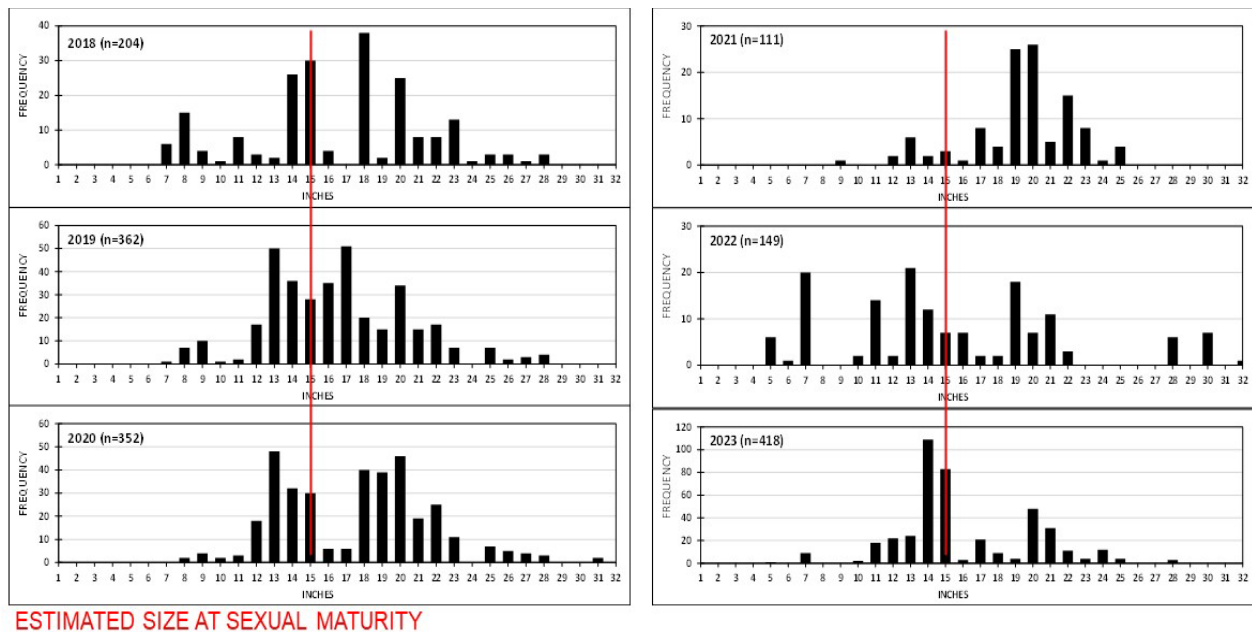 2018 (n=204)
FREQUENCY
40
30
20
10
0
1 2 3 4 5 6 7 8 9 10 11 12 13 14 15 16 17 18 19 20 21 22 23 24 25 26 27 28 29 30 31 32
INCHES
2019 (n=362)
FREQUENCY
60
50
40
30
20
10
0
1 2 3 4 5 6 7 8 9 10 11 12 13 14 15 16 17 18 19 20 21 22 23 24 25 26 27 28 29 30 31 32
INCHES
2020 (n=352)
FREQUENCY
60
50
40
30
20
10
0
1 2 3 4 5 6 7 8 9 10 11 12 13 14 15 16 17 18 19 20 21 22 23 24 25 26 27 28 29 30 31 32
INCHES
2021 (n=111)
FREQUENCY
30
20
10
0
1 2 3 4 5 6 7 8 9 10 11 12 13 14 15 16 17 18 19 20 21 22 23 24 25 26 27 28 29 30 31 32
INCHES
2022 (n=149)
FREQUENCY
30
20
10
0
1 2 3 4 5 6 7 8 9 10 11 12 13 14 15 16 17 18 19 20 21 22 23 24 25 26 27 28 29 30 31 32
INCHES
2023 (n=418)
FREQUENCY
120
100
80
60
40
20
0
1 2 3 4 5 6 7 8 9 10 11 12 13 14 15 16 17 18 19 20 21 22 23 24 25 26 27 28 29 30 31 32
INCHES
ESTIMATED SIZE AT SEXUAL MATURITY